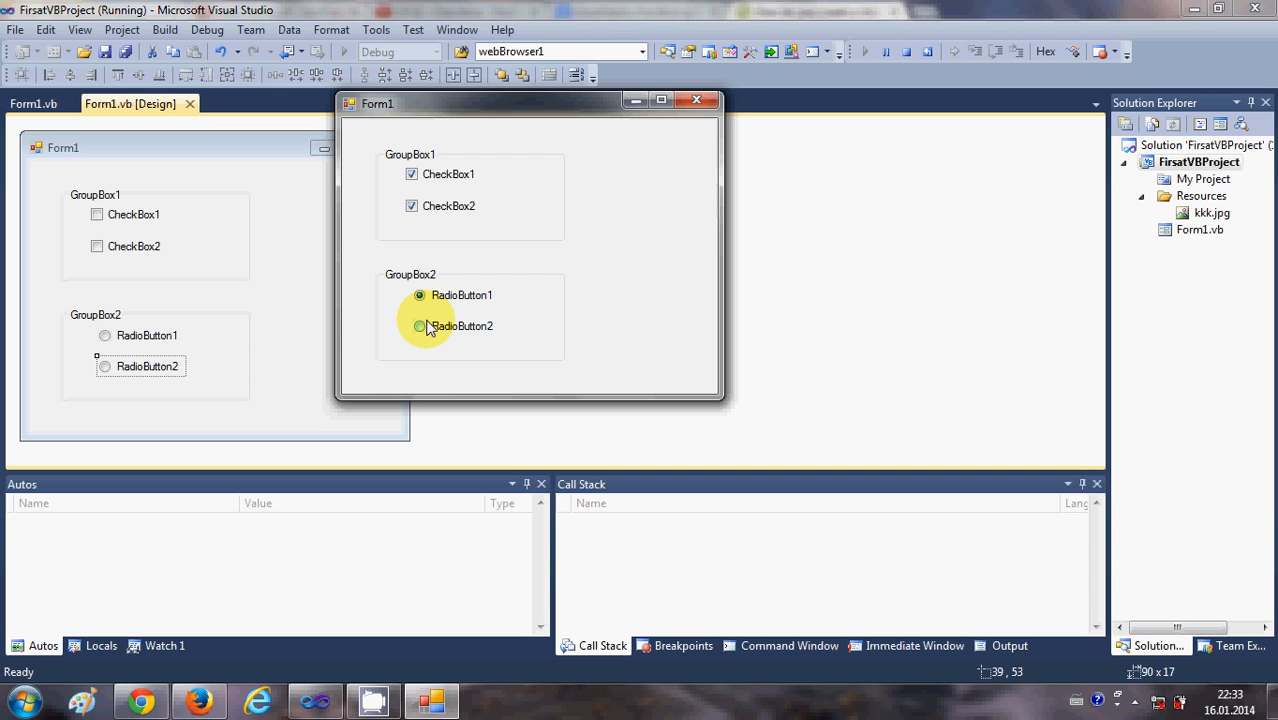 FirsatVBProject (Running) - Microsoft Visual Studio
File Edit View Project Build Debug Team Data Format Tools Test Window Help
Debug webBrowser1 Hex
Form1.vb Form1.vb [Design]
Form1
GroupBox1
CheckBox1
CheckBox2
GroupBox2
RadioButton1
RadioButton2
Form1
GroupBox1
CheckBox1
CheckBox2
GroupBox2
RadioButton1
RadioButton2
Solution Explorer
Solution 'FirsatVBProject' (
FirsatVBProject
My Project
Resources
kkk.jpg
Form1.vb
Autos
Name Value Type
Call Stack
Name Lang
Autos Locals Watch 1
Call Stack Breakpoints Command Window Immediate Window Output
Solution... Team Ex...
Ready 39 , 53 90 x 17
22:33
16.01.2014